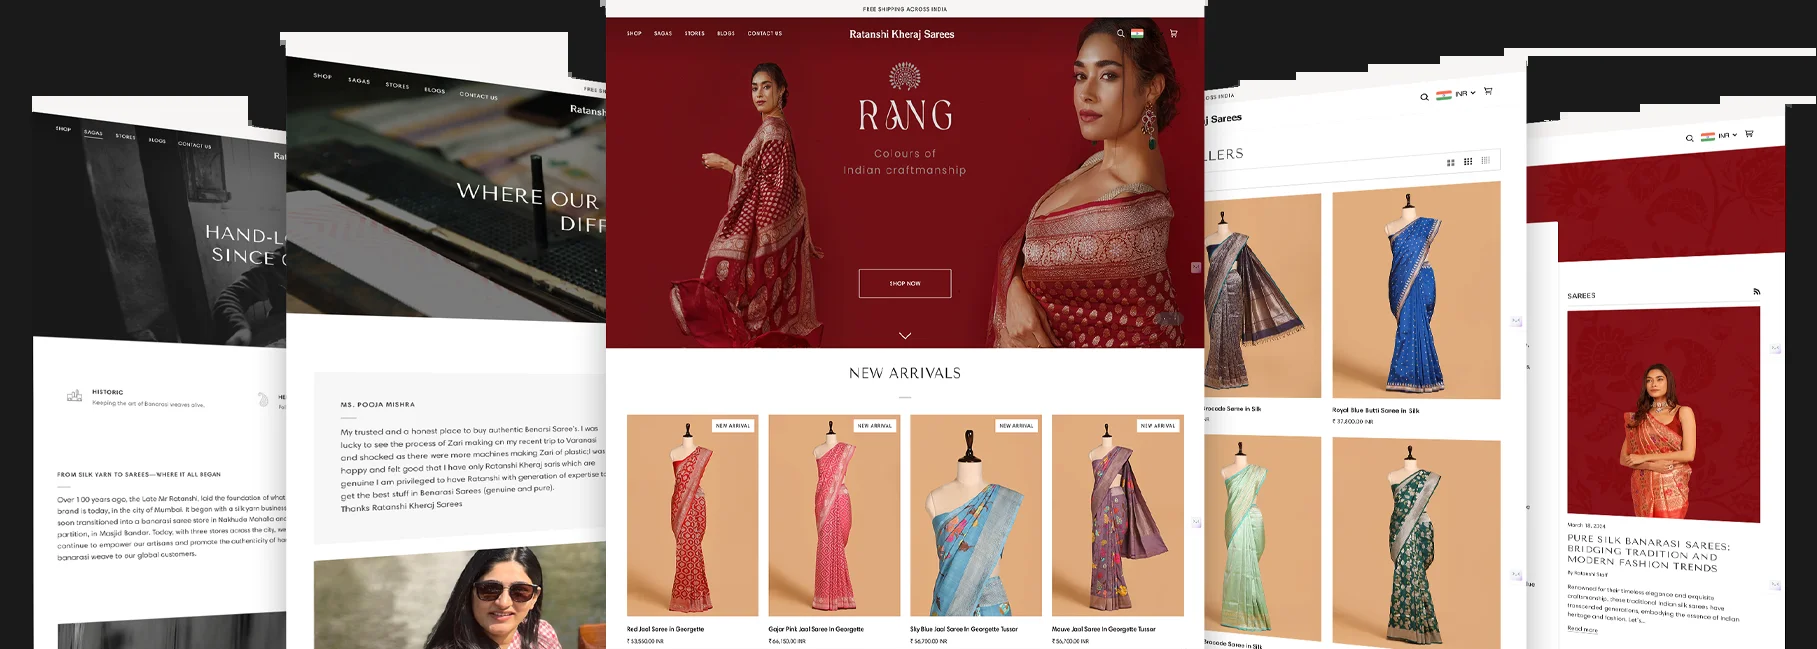 SHOP SAGAS STORES BLOGS CONTACT US
HAND-L
SINCE
HISTORIC
Keeping the art of Banarasi weaves alive.
FROM SILK YARN TO SAREES—WHERE IT ALL BEGAN
Over 100 years ago, the Late Mr Ratanshi, laid the foundation of what
brand is today, in the city of Mumbai. It began with a silk yarn business
soon transitioned into a banarasi saree store in Nakhuda Mohalla and
partition, in Masjid Bandar. Today, with three stores across the city, we
continue to empower our artisans and promote the authenticity of
banarasi weave to our global customers.
SHOP SAGAS STORES BLOGS CONTACT US
Ratansh
WHERE OUR
DIFF
MS. POOJA MISHRA
My trusted and a honest place to buy authentic Benarsi Saree's. I was
lucky to see the process of Zari making on my recent trip to Varanasi
and shocked as there were more machines making Zari of plastic,I was
happy and felt good that I have only Ratanshi Kheraj saris which are
genuine I am privileged to have Ratanshi with generation of expertise to
get the best stuff in Benarasi Sarees (genuine and pure).
Thanks Ratanshi Kheraj Sarees
FREE SHIPPING ACROSS INDIA
SHOP SAGAS STORES BLOGS CONTACT US
Ratanshi Kheraj Sarees
RANG
Colours of
Indian craftmanship
SHOP NOW
NEW ARRIVALS
NEW ARRIVAL NEW ARRIVAL NEW ARRIVAL NEW ARRIVAL
Red Jaal Saree in Georgette
₹ 53,550.00 INR
Gajar Pink Jaal Saree In Georgette
₹ 66,150.00 INR
Sky Blue Jaal Saree In Georgette Tussar
₹ 56,700.00 INR
Mauve Jaal Saree in Georgette Tussar
₹ 56,700.00 INR
OSS INDIA
INR
j Sarees
LLERS
Brocade Saree in Silk
NR
Royal Blue Butti Saree in Silk
₹ 37,800.00 INR
Brocade Saree in Silk
INR
SAREES
March 18, 2024
PURE SILK BANARASI SAREES:
BRIDGING TRADITION AND
MODERN FASHION TRENDS
By Ratanshi Staff
Renowned for their timeless elegance and exquisite
craftsmanship, these traditional Indian silk sarees have
transcended generations, embodying the essence of Indian
heritage and fashion. Let's...
Read more